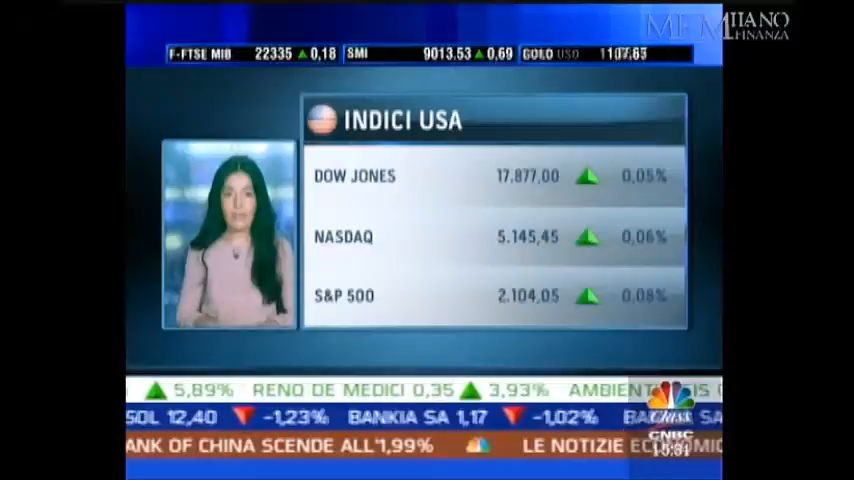 MF MILANO
FINANZA
F-FTSE MIB 22335 0,18 SMI 9013.53 0,69 GOLD USD
INDICI USA
DOW JONES 17.877,00 0,05%
NASDAQ 5.145,45 0,06%
S&P 500 2.104,05 0,08%
5,89% RENO DE MEDICI 0,35 3,93%
SOL 12,40 -1,23% BANKIA SA 1,17 -1,02%
ANK OF CHINA SCENDE ALL'1,99% LE NOTIZIE
Class
CNBC